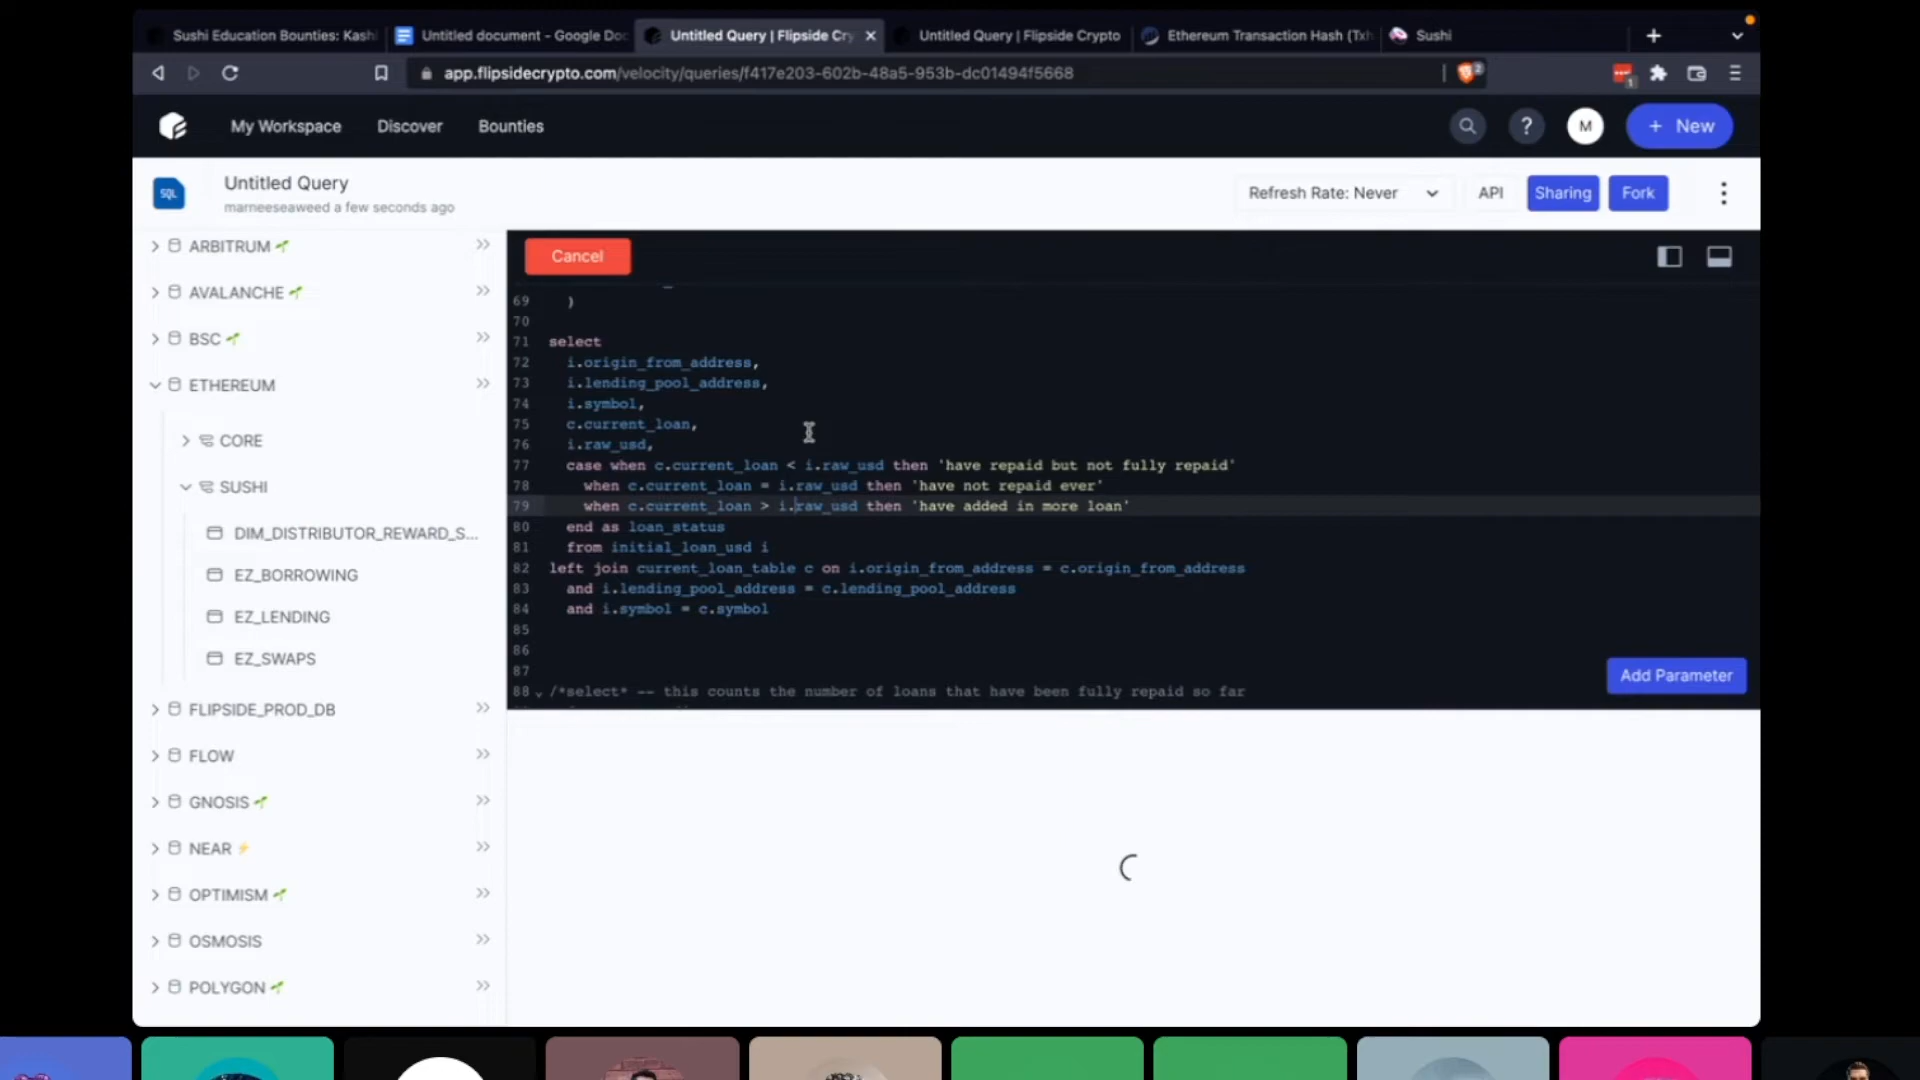 Sushi Education Bounties: Kashi
Untitled document - Google Doc
Untitled Query | Flipside Cry
Untitled Query | Flipside Crypto
Ethereum Transaction Hash (Txh
Sushi
app.flipsidecrypto.com/velocity/queries/f417e203-602b-48a5-953b-dc01494f5668
2
1
My Workspace
Discover
Bounties
?
M
+ New
SQL
Untitled Query
marneeseaweed a few seconds ago
Refresh Rate: Never
API
Sharing
Fork
ARBITRUM
AVALANCHE
BSC
ETHEREUM
CORE
SUSHI
DIM_DISTRIBUTOR_REWARD_S...
EZ_BORROWING
EZ_LENDING
EZ_SWAPS
FLIPSIDE_PROD_DB
FLOW
GNOSIS
NEAR
OPTIMISM
OSMOSIS
POLYGON
Cancel
69 )
70
71 select
72 i.origin_from_address,
73 i.lending_pool_address,
74 i.symbol,
75 c.current_loan,
76 i.raw_usd,
77 case when c.current_loan < i.raw_usd then 'have repaid but not fully repaid'
78 when c.current_loan = i.raw_usd then 'have not repaid ever'
79 when c.current_loan > i.raw_usd then 'have added in more loan'
80 end as loan_status
81 from initial_loan_usd i
82 left join current_loan_table c on i.origin_from_address = c.origin_from_address
83 and i.lending_pool_address = c.lending_pool_address
84 and i.symbol = c.symbol
85
86
87
88 /*select* -- this counts the number of loans that have been fully repaid so far
Add Parameter